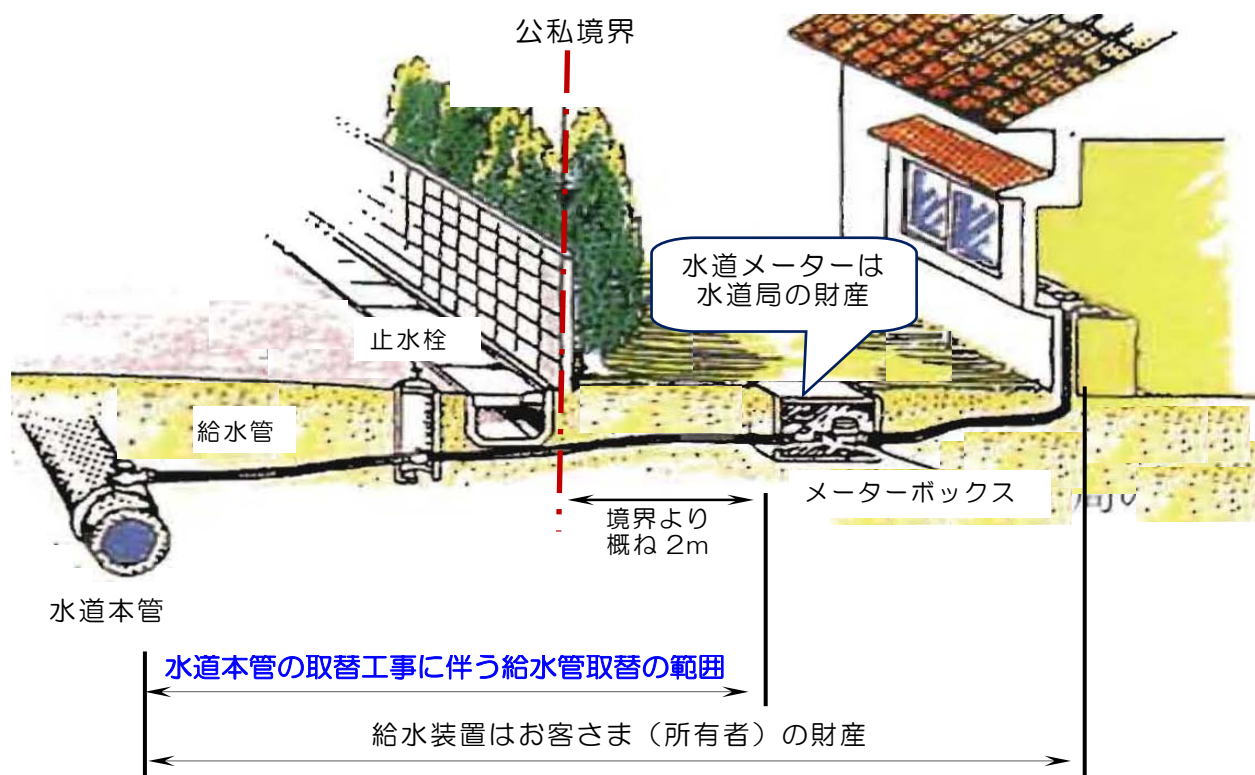 公私境界
水道メーターは
水道局の財産
止水栓
給水管
メーターボックス
境界より
概ね 2m
水道本管
水道本管の取替工事に伴う給水管取替の範囲
給水装置はお客さま（所有者）の財産